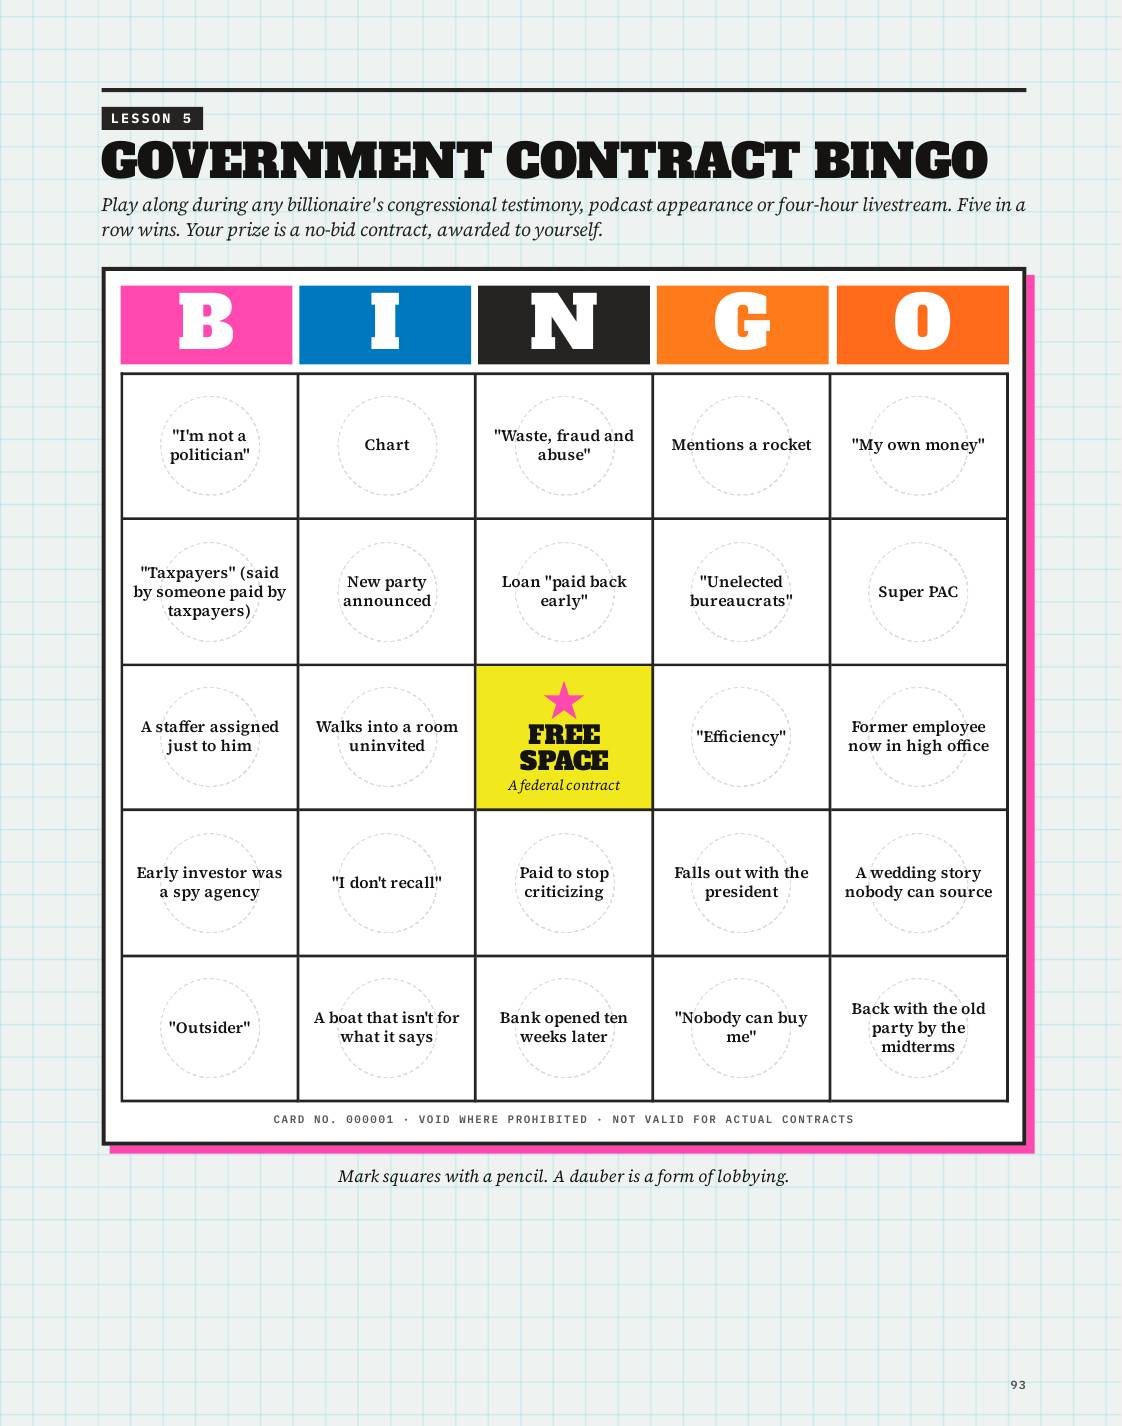 LESSON 5
GOVERNMENT CONTRACT BINGO
Play along during any billionaire's congressional testimony, podcast appearance or four-hour livestream. Five in a
row wins. Your prize is a no-bid contract, awarded to yourself.
B I N G O
"I'm not a
politician"
Chart
"Waste, fraud and
abuse"
Mentions a rocket
"My own money"
"Taxpayers" (said
by someone paid by
taxpayers)
New party
announced
Loan "paid back
early"
"Unelected
bureaucrats"
Super PAC
A staffer assigned
just to him
Walks into a room
uninvited
FREE
SPACE
A federal contract
"Efficiency"
Former employee
now in high office
Early investor was
a spy agency
"I don't recall"
Paid to stop
criticizing
Falls out with the
president
A wedding story
nobody can source
"Outsider"
A boat that isn't for
what it says
Bank opened ten
weeks later
"Nobody can buy
me"
Back with the old
party by the
midterms
CARD NO. 000001 · VOID WHERE PROHIBITED · NOT VALID FOR ACTUAL CONTRACTS
Mark squares with a pencil. A dauber is a form of lobbying.
93